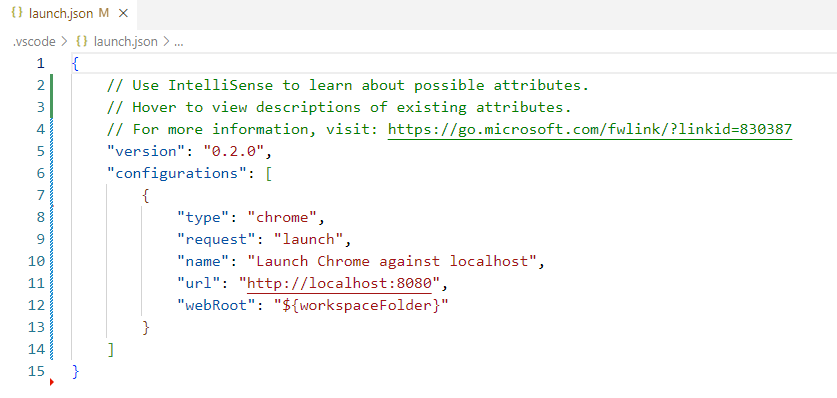 {} launch.json M ×
.vscode > {} launch.json > ...
1 {
2     // Use IntelliSense to learn about possible attributes.
3     // Hover to view descriptions of existing attributes.
4     // For more information, visit: https://go.microsoft.com/fwlink/?linkid=830387
5     "version": "0.2.0",
6     "configurations": [
7         {
8             "type": "chrome",
9             "request": "launch",
10             "name": "Launch Chrome against localhost",
11             "url": "http://localhost:8080",
12             "webRoot": "${workspaceFolder}"
13         }
14     ]
15 }